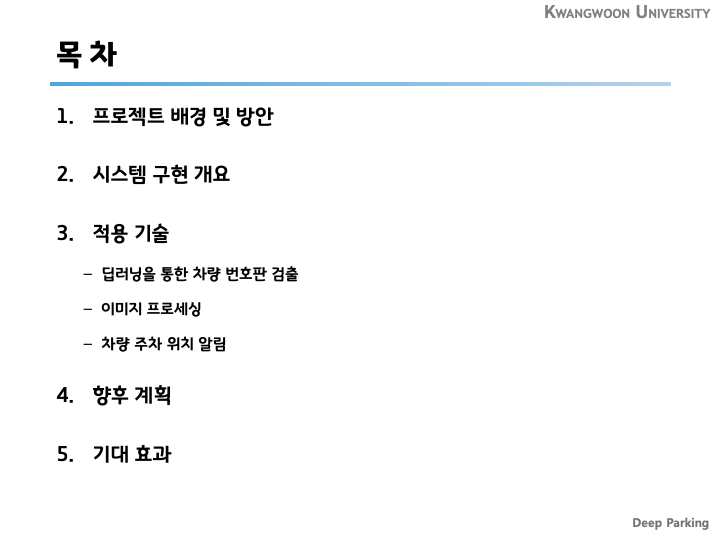 KWANGWOON UNIVERSITY
목 차
1. 프로젝트 배경 및 방안
2. 시스템 구현 개요
3. 적용 기술
– 딥러닝을 통한 차량 번호판 검출
– 이미지 프로세싱
– 차량 주차 위치 알림
4. 향후 계획
5. 기대 효과
Deep Parking